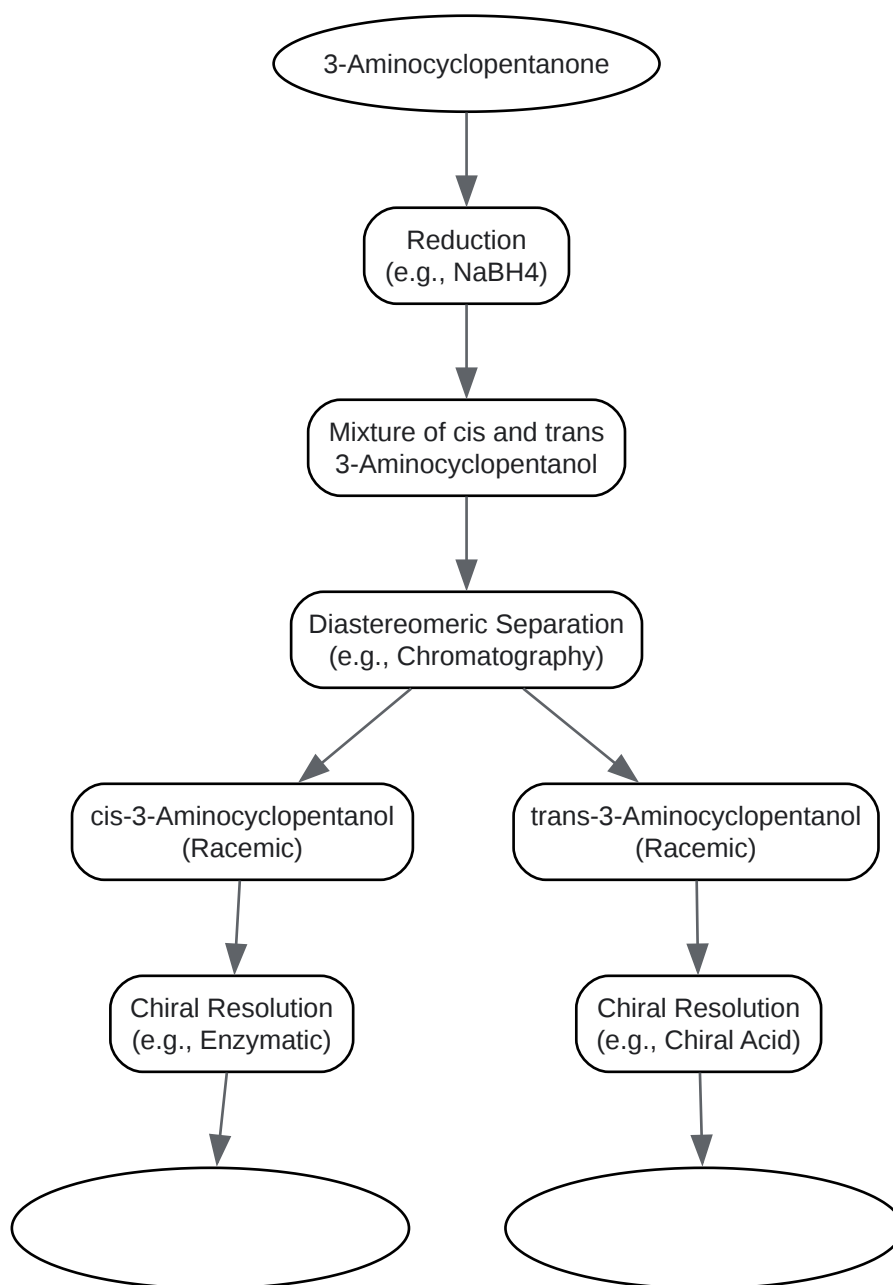 3-Aminocyclopentanone
Reduction
(e.g., NaBH4)
Mixture of cis and trans
3-Aminocyclopentanol
Diastereomeric Separation
(e.g., Chromatography)
cis-3-Aminocyclopentanol
(Racemic)
trans-3-Aminocyclopentanol
(Racemic)
Chiral Resolution
(e.g., Enzymatic)
Chiral Resolution
(e.g., Chiral Acid)